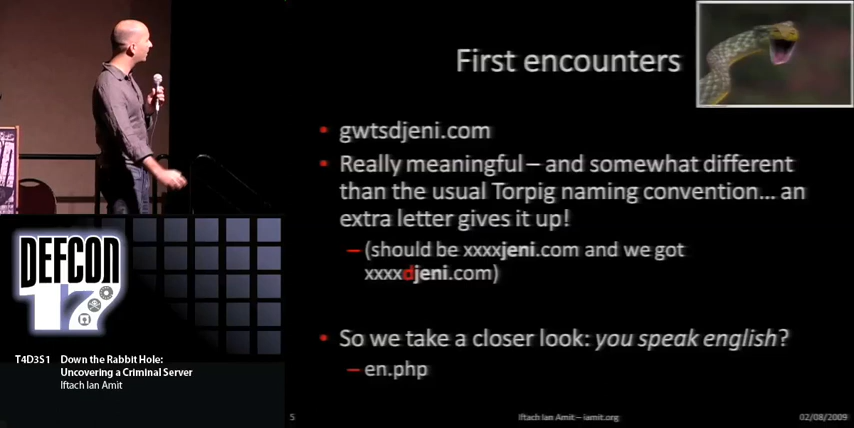 First encounters
• gwtsdjeni.com
• Really meaningful – and somewhat different
than the usual Torpig naming convention... an
extra letter gives it up!
– (should be xxxxjeni.com and we got
xxxxdjeni.com)
• So we take a closer look: you speak english?
– en.php
5
Iftach Ian Amit – iamit.org
02/08/2009
DEFCON
17
T4D3S1
Down the Rabbit Hole:
Uncovering a Criminal Server
Iftach Ian Amit